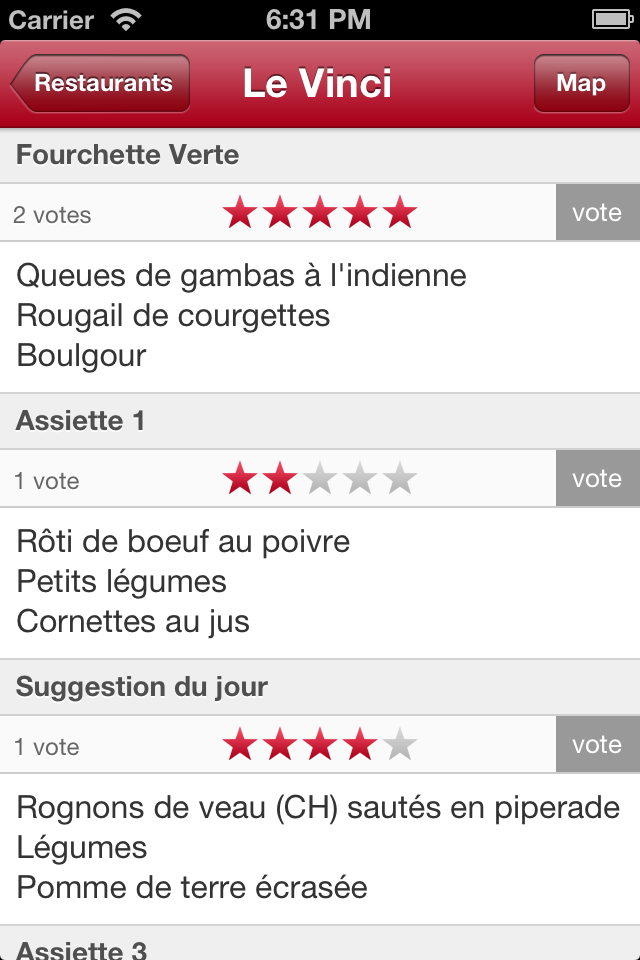 Carrier 6:31 PM
Restaurants Le Vinci Map
Fourchette Verte
2 votes vote
Queues de gambas à l'indienne
Rougail de courgettes
Boulgour
Assiette 1
1 vote vote
Rôti de boeuf au poivre
Petits légumes
Cornettes au jus
Suggestion du jour
1 vote vote
Rognons de veau (CH) sautés en piperade
Légumes
Pomme de terre écrasée
Assiette 3